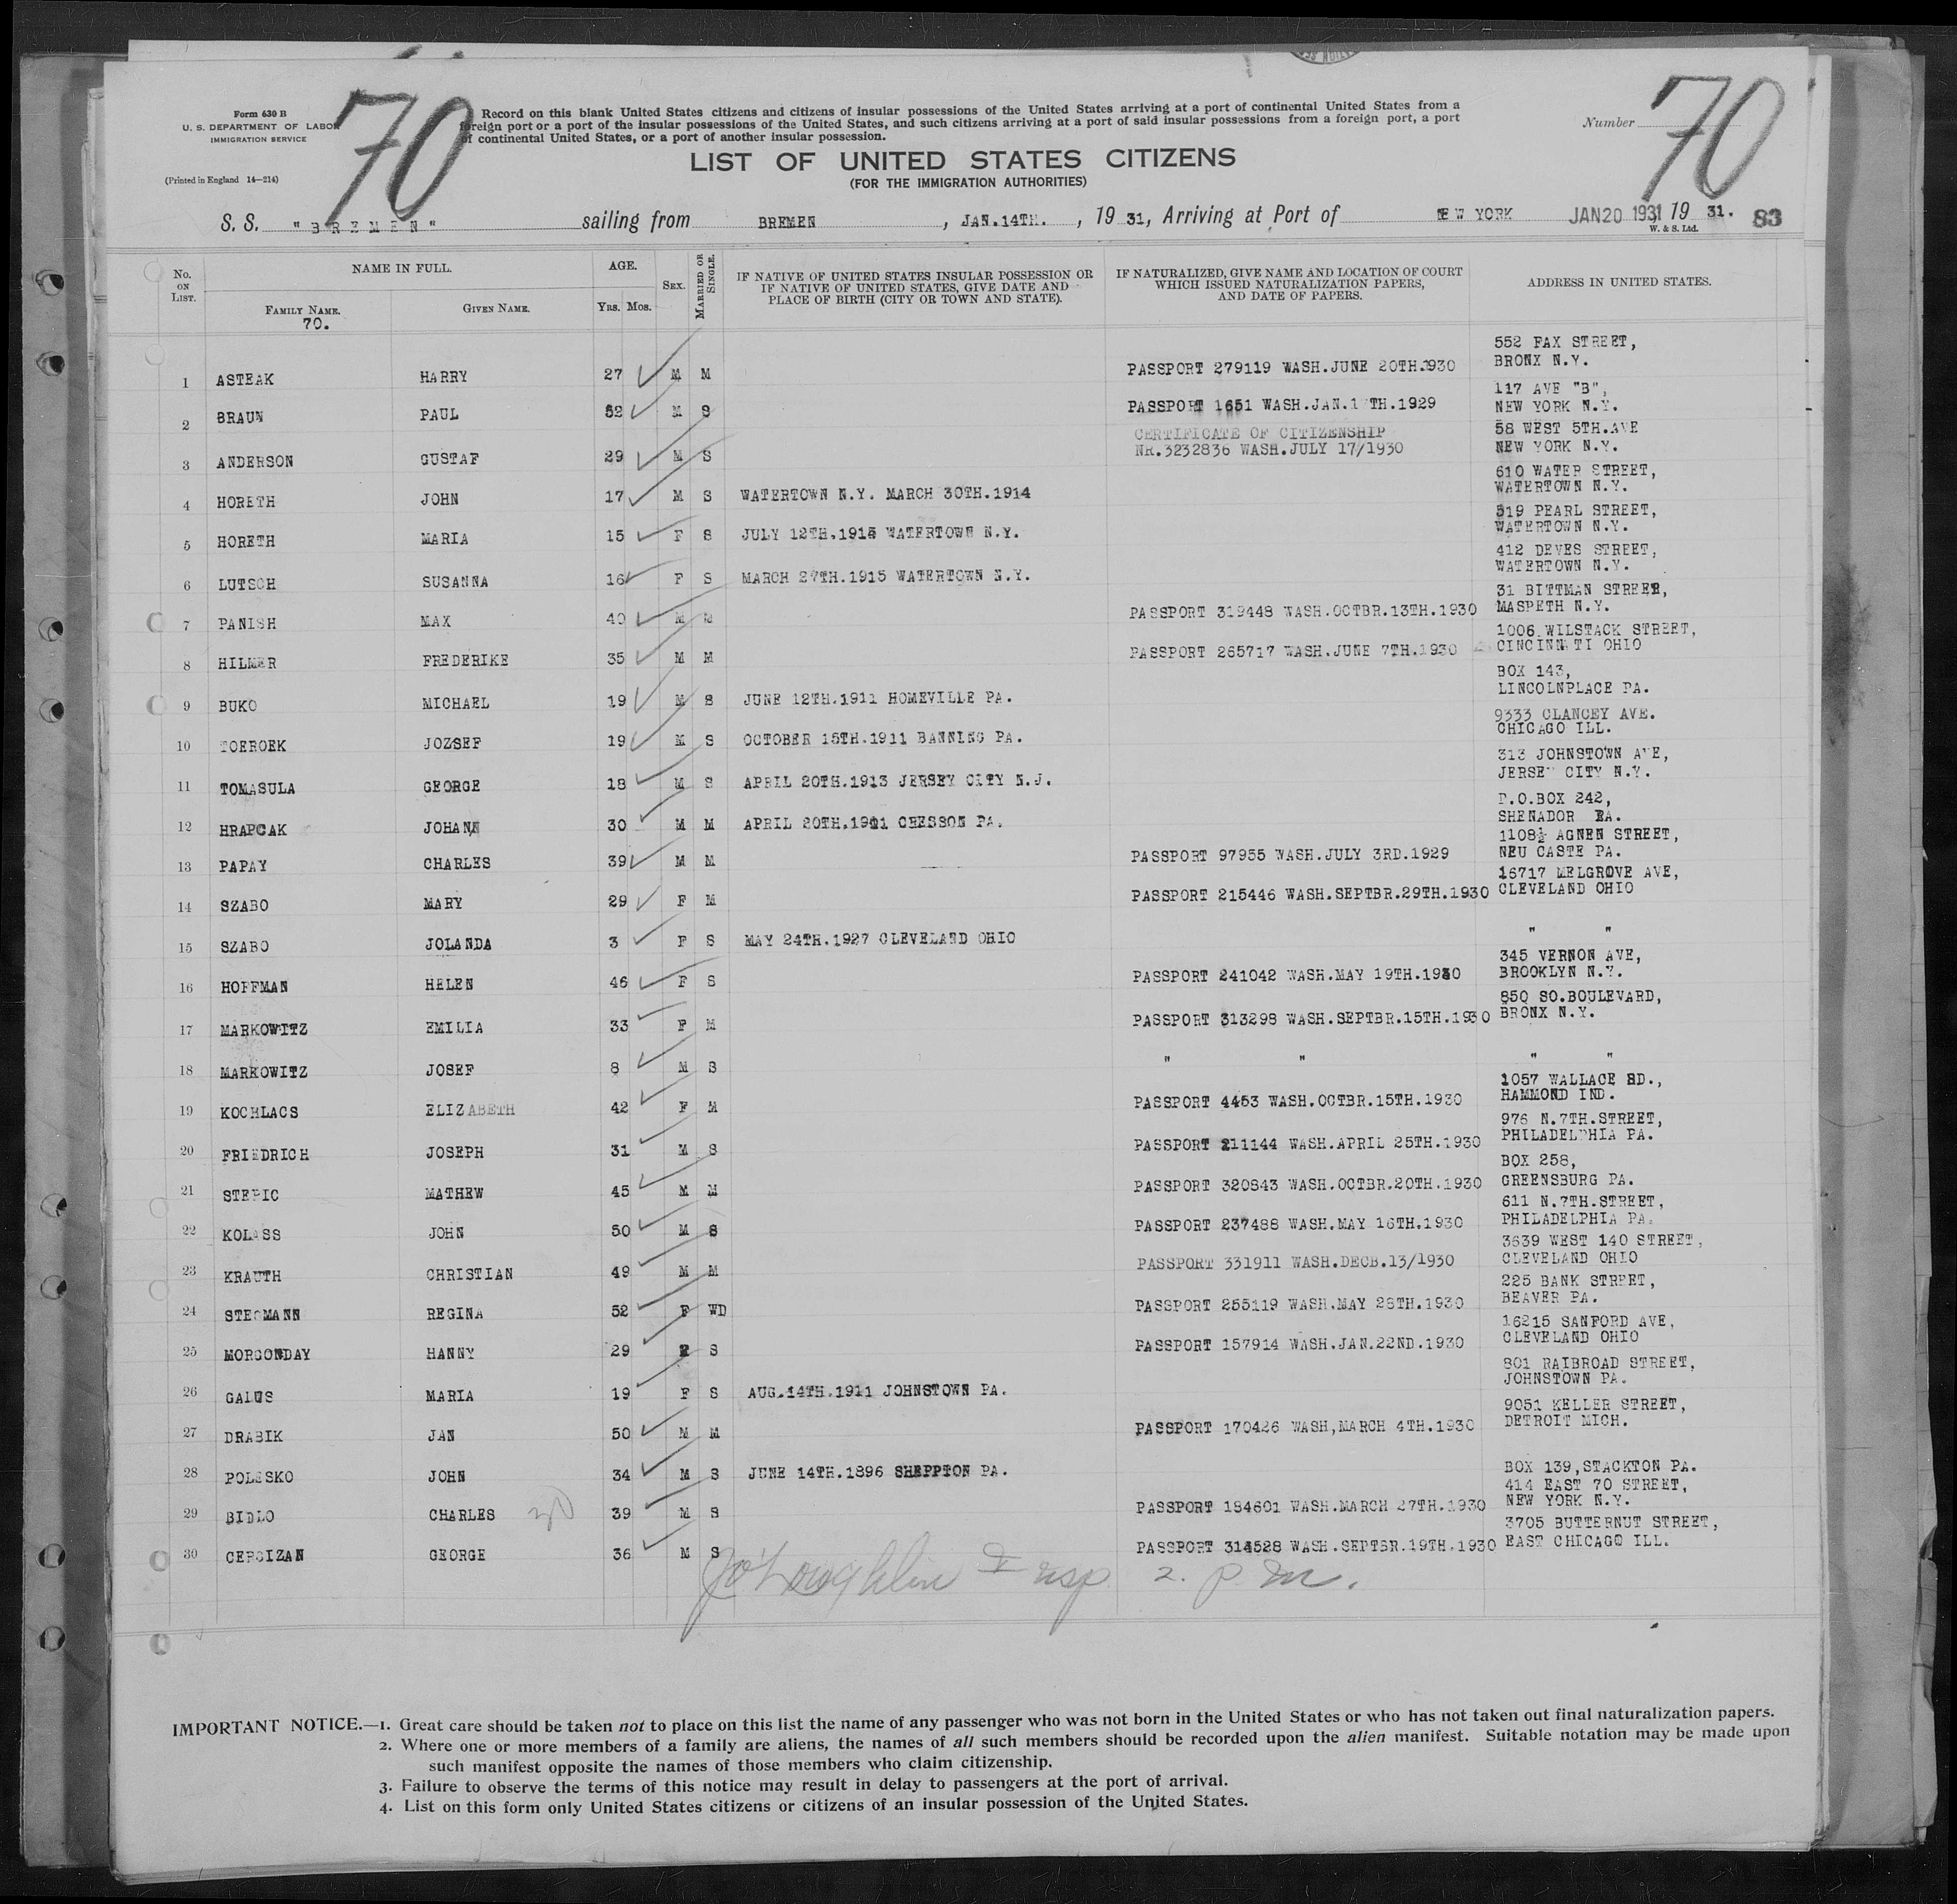 70
70
Form 630 B
U. S. DEPARTMENT OF LABOR
IMMIGRATION SERVICE
(Printed in England 14—214)
Record on this blank United States citizens and citizens of insular possessions of the United States arriving at a port of continental United States from a
foreign port or a port of the insular possessions of the United States, and such citizens arriving at a port of said insular possessions from a foreign port, a port
of continental United States, or a port of another insular possession.
Number
LIST OF UNITED STATES CITIZENS
(FOR THE IMMIGRATION AUTHORITIES)
S. S. "BREMEN" sailing from BREMEN, JAN.14TH., 19 31, Arriving at Port of NEW YORK JAN 20 1931 19 31. 83
W. & S. Ltd.
No. ON LIST. NAME IN FULL. AGE. SEX. MARRIED OR SINGLE. IF NATIVE OF UNITED STATES INSULAR POSSESSION OR IF NATIVE OF UNITED STATES, GIVE DATE AND PLACE OF BIRTH (CITY OR TOWN AND STATE). IF NATURALIZED, GIVE NAME AND LOCATION OF COURT WHICH ISSUED NATURALIZATION PAPERS, AND DATE OF PAPERS. ADDRESS IN UNITED STATES.
FAMILY NAME. GIVEN NAME. YRS. MOS.
70.
1 ASTEAK HARRY 27 M M PASSPORT 279119 WASH.JUNE 20TH.1930 552 FAX STREET, BRONX N.Y.
2 BRAUN PAUL 52 M S PASSPORT 1651 WASH.JAN.1 TH.1929 117 AVE "B", NEW YORK N.Y.
3 ANDERSON GUSTAF 29 M S CERTIFICATE OF CITIZENSHIP NR.3232836 WASH.JULY 17/1930 58 WEST 5TH.AVE NEW YORK N.Y.
4 HORETH JOHN 17 M S WATERTOWN N.Y. MARCH 30TH.1914 610 WATER STREET, WATERTOWN N.Y.
5 HORETH MARIA 15 F S JULY 12TH.1915 WATERTOWN N.Y. 519 PEARL STREET, WATERTOWN N.Y.
6 LUTSCH SUSANNA 16 F S MARCH 27TH.1915 WATERTOWN N.Y. 412 DEVES STREET, WATERTOWN N.Y.
7 PANISH MAX 40 M M PASSPORT 319448 WASH.OCTBR.13TH.1930 31 BITTMAN STREER, MASPETH N.Y.
8 HILMER FREDERIKE 35 M M PASSPORT 265717 WASH.JUNE 7TH.1930 1006 WILSTACK STREET, CINCINNATI OHIO
9 BUKO MICHAEL 19 M S JUNE 12TH.1911 HOMEVILLE PA. BOX 143, LINCOLNPLACE PA.
10 TOEROEK JOZSEF 19 M S OCTOBER 15TH.1911 BANNING PA. 9333 CLANCEY AVE. CHICAGO ILL.
11 TOMASULA GEORGE 18 M S APRIL 20TH.1913 JERSEY CITY N.J. 313 JOHNSTOWN AVE, JERSEY CITY N.Y.
12 HRAPCAK JOHANN 30 M M APRIL 20TH. CRESSON PA. P.O.BOX 242, SHENADOR PA.
13 PAPAY CHARLES 39 M M PASSPORT 97955 WASH.JULY 3RD.1929 1108½ AGNEN STREET, NEU CASTE PA.
14 SZABO MARY 29 F M PASSPORT 215446 WASH.SEPTBR.29TH.1930 16717 MELGROVE AVE, CLEVELAND OHIO
15 SZABO JOLANDA 3 F S MAY 24TH.1927 CLEVELAND OHIO " "
16 HOFFMAN HELEN 46 F S PASSPORT 241042 WASH.MAY 19TH.1930 345 VERNON AVE, BROOKLYN N.Y.
17 MARKOWITZ EMILIA 33 F M PASSPORT 313298 WASH.SEPTBR.15TH.1930 850 SO.BOULEVARD, BRONX N.Y.
18 MARKOWITZ JOSEF 8 M S " " " "
19 KOCHLACS ELIZABETH 42 F M PASSPORT 4453 WASH.OCTBR.15TH.1930 1057 WALLACE RD., HAMMOND IND.
20 FRIEDRICH JOSEPH 31 M S PASSPORT 211144 WASH.APRIL 25TH.1930 976 N.7TH.STREET, PHILADELPHIA PA.
21 STEPIC MATHEW 45 M M PASSPORT 320843 WASH.OCTBR.20TH.1930 BOX 258, GREENSBURG PA.
22 KOLASS JOHN 50 M S PASSPORT 237488 WASH.MAY 16TH.1930 611 N.7TH.STREET, PHILADELPHIA PA.
23 KRAUTH CHRISTIAN 49 M M PASSPORT 331911 WASH.DECB.13/1930 3639 WEST 140 STREET, CLEVELAND OHIO
24 STEGMANN REGINA 52 F WD PASSPORT 255119 WASH.MAY 28TH.1930 225 BANK STREET, BEAVER PA.
25 MORGONDAY HANNY 29 F S PASSPORT 157914 WASH.JAN.22ND.1930 16215 SANFORD AVE, CLEVELAND OHIO
26 GALUS MARIA 19 F S AUG.14TH.1911 JOHNSTOWN PA. 801 RAIBROAD STREET, JOHNSTOWN PA.
27 DRABIK JAN 50 M M PASSPORT 170426 WASH,MARCH 4TH.1930 9051 KELLER STREET, DETROIT MICH.
28 POLESKO JOHN 34 M S JUNE 14TH.1896 SHEPPTON PA. BOX 139,STACKTON PA.
29 BIDLO CHARLES 39 M S PASSPORT 184601 WASH.MARCH 27TH.1930 414 EAST 70 STREET, NEW YORK N.Y.
30 CERGIZAN GEORGE 36 M S PASSPORT 314528 WASH.SEPTBR.19TH.1930 3705 BUTTERNUT STREET, EAST CHICAGO ILL.
J O'Loughlin Insp 2. P.M.
IMPORTANT NOTICE.—1. Great care should be taken not to place on this list the name of any passenger who was not born in the United States or who has not taken out final naturalization papers.
2. Where one or more members of a family are aliens, the names of all such members should be recorded upon the alien manifest. Suitable notation may be made upon
such manifest opposite the names of those members who claim citizenship.
3. Failure to observe the terms of this notice may result in delay to passengers at the port of arrival.
4. List on this form only United States citizens or citizens of an insular possession of the United States.